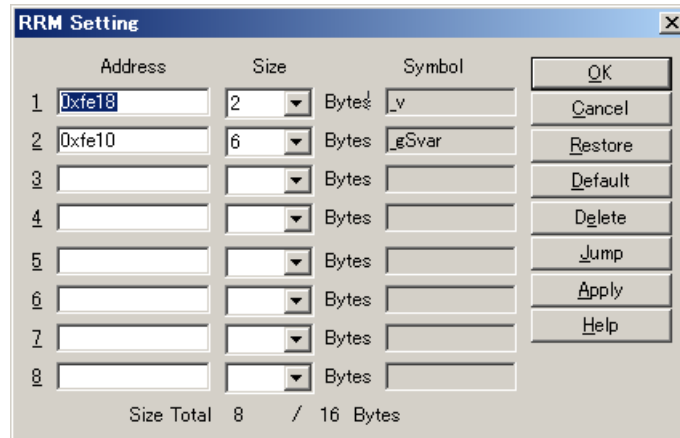 RRM Setting
Address Size Symbol
1 0xfe18 2 Bytes _v
2 0xfe10 6 Bytes _gSvar
3 Bytes
4 Bytes
5 Bytes
6 Bytes
7 Bytes
8 Bytes
Size Total 8 / 16 Bytes
OK
Cancel
Restore
Default
Delete
Jump
Apply
Help